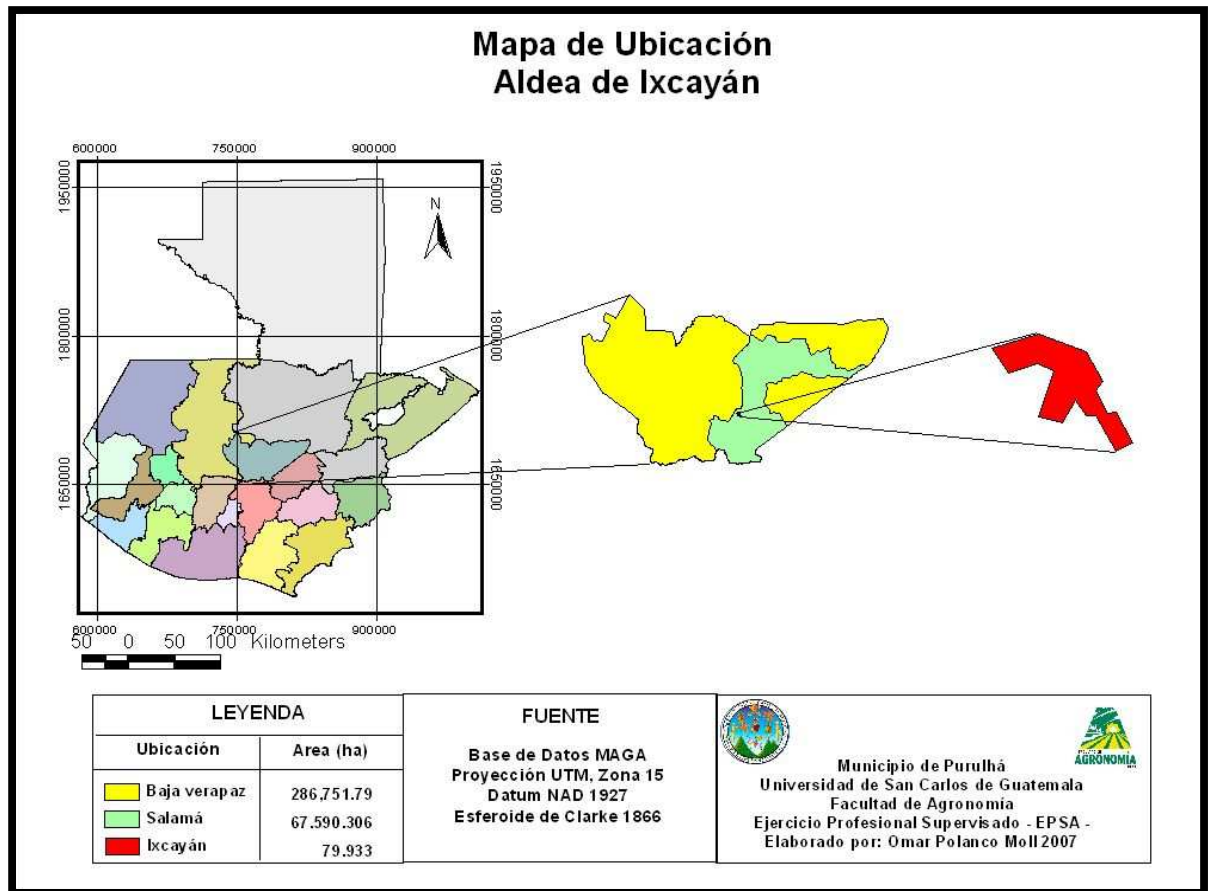 Mapa de Ubicación
Aldea de Ixcayán
600000 750000 900000
1950000 1950000
N
1800000 1800000
1650000 1650000
600000 750000 900000
50 0 50 100 Kilometers
LEYENDA
Ubicación Area (ha)
Baja verapaz 286,751.79
Salamá 67.590.306
Ixcayán 79.933
FUENTE
Base de Datos MAGA
Proyección UTM, Zona 15
Datum NAD 1927
Esferoide de Clarke 1866
AGRONOMÍA
Municipio de Purulhá
Universidad de San Carlos de Guatemala
Facultad de Agronomía
Ejercicio Profesional Supervisado - EPSA -
Elaborado por: Omar Polanco Moll 2007